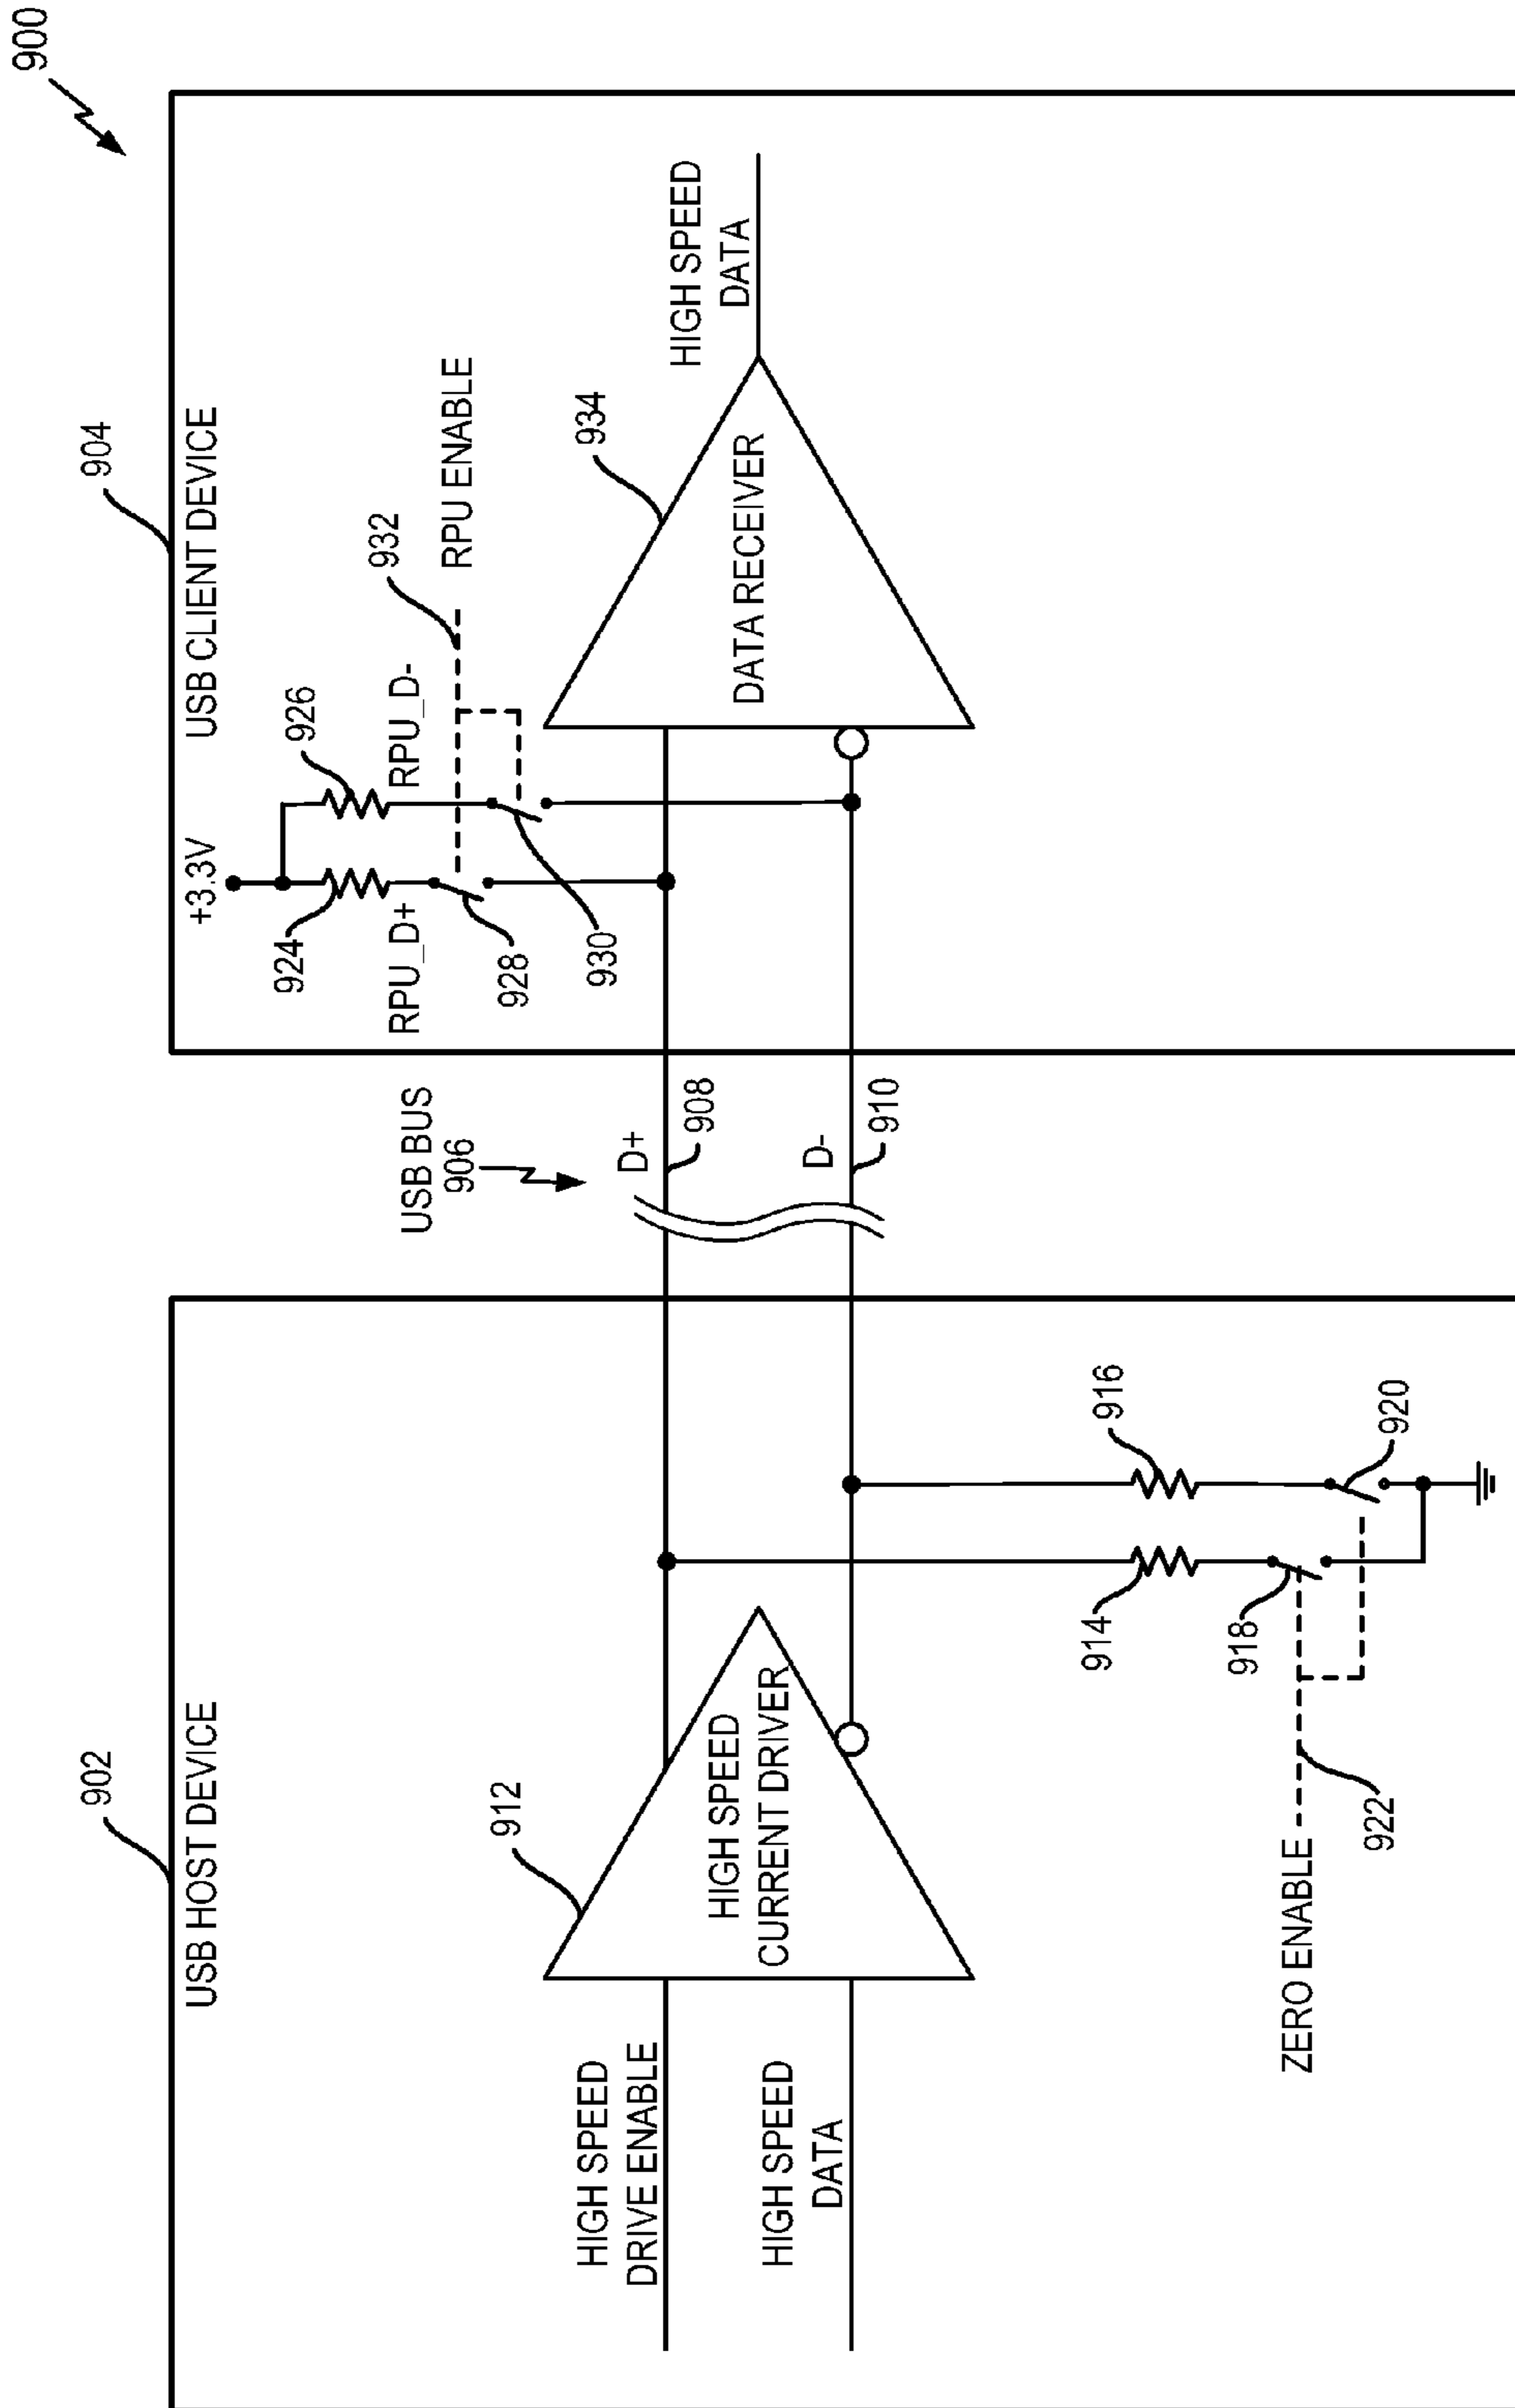 900
902
USB HOST DEVICE
HIGH SPEED
DRIVE ENABLE
HIGH SPEED
DATA
912
HIGH SPEED
CURRENT DRIVER
914
916
918
920
ZERO ENABLE
922
USB BUS
906
D+
908
D-
910
904
USB CLIENT DEVICE
+3.3V
924
926
RPU_D+
RPU_D-
928
930
932
RPU ENABLE
934
DATA RECEIVER
HIGH SPEED
DATA